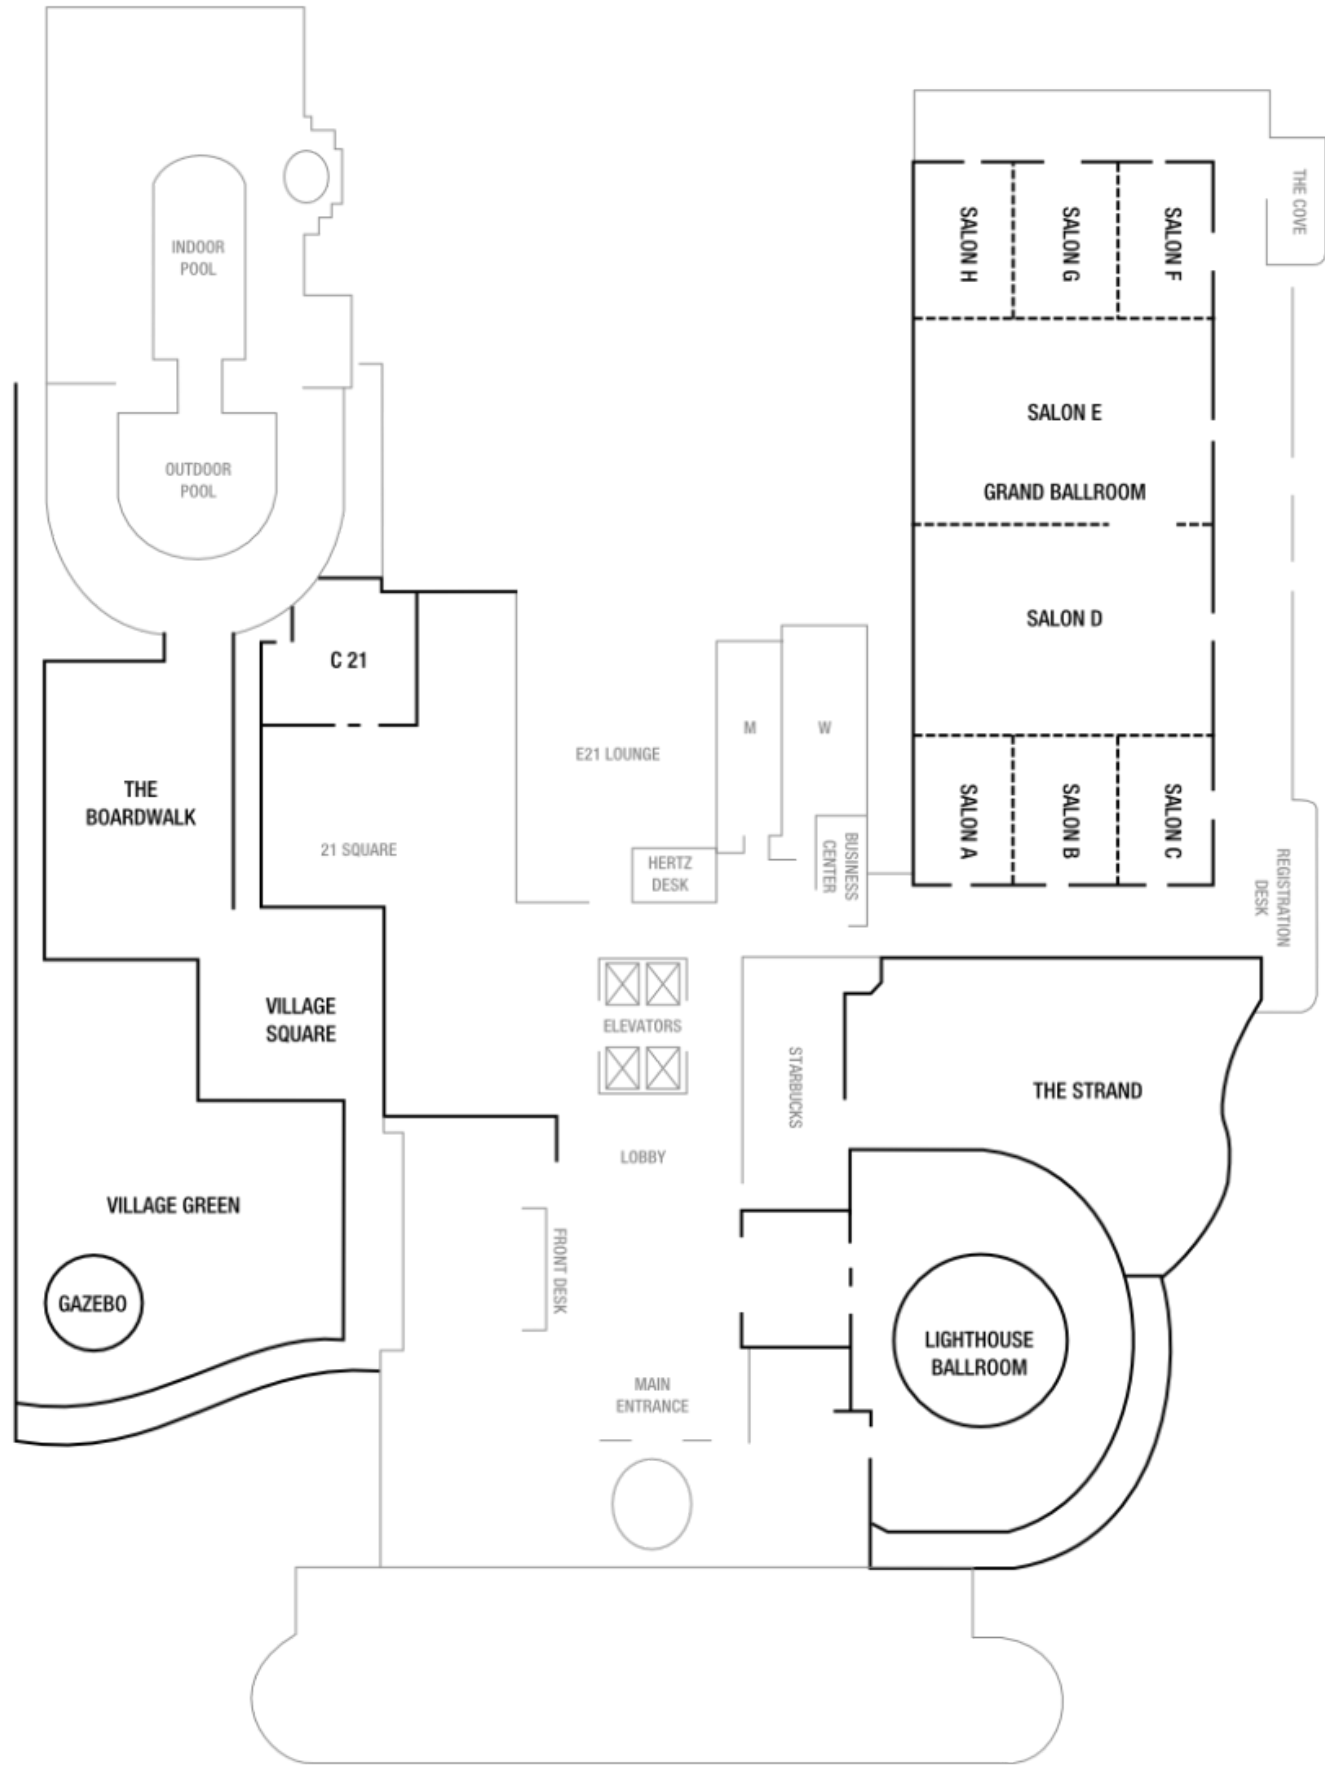 THE COVE
SALON H
SALON G
SALON F
INDOOR
POOL
SALON E
OUTDOOR
POOL
GRAND BALLROOM
SALON D
C 21
M
W
E21 LOUNGE
THE
BOARDWALK
21 SQUARE
HERTZ
DESK
BUSINESS
CENTER
SALON A
SALON B
SALON C
REGISTRATION
DESK
VILLAGE
SQUARE
ELEVATORS
STARBUCKS
THE STRAND
LOBBY
VILLAGE GREEN
FRONT DESK
GAZEBO
LIGHTHOUSE
BALLROOM
MAIN
ENTRANCE